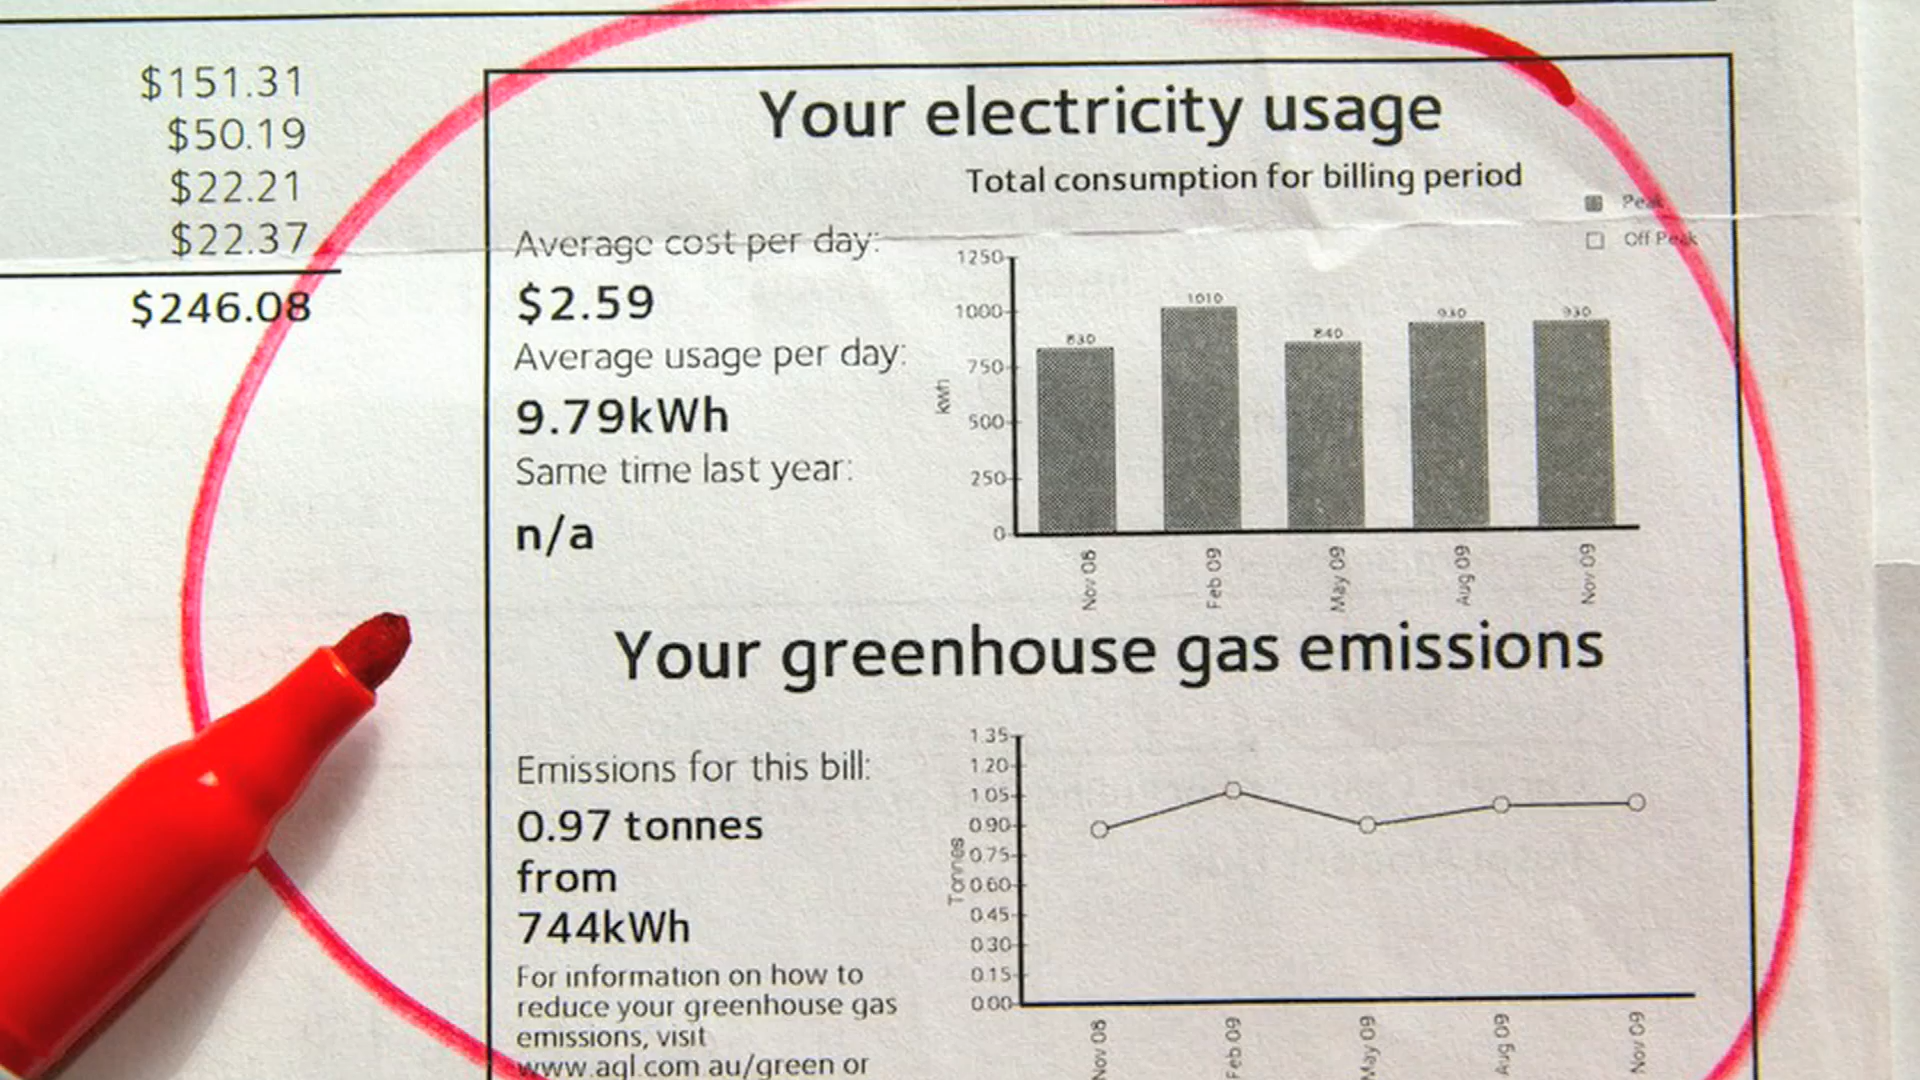 $151.31
$50.19
$22.21
$22.37
$246.08
Your electricity usage
Total consumption for billing period
Peak
Off Peak
Average cost per day:
$2.59
Average usage per day:
9.79kWh
Same time last year:
n/a
1250
1000
750
500
250
0
kWh
830
1010
840
930
930
Nov 08
Feb 09
May 09
Aug 09
Nov 09
Your greenhouse gas emissions
Emissions for this bill:
0.97 tonnes
from
744kWh
For information on how to
reduce your greenhouse gas
emissions, visit
www.agl.com.au/green or
1.35
1.20
1.05
0.90
0.75
0.60
0.45
0.30
0.15
0.00
Tonnes
Nov 08
Feb 09
May 09
Aug 09
Nov 09